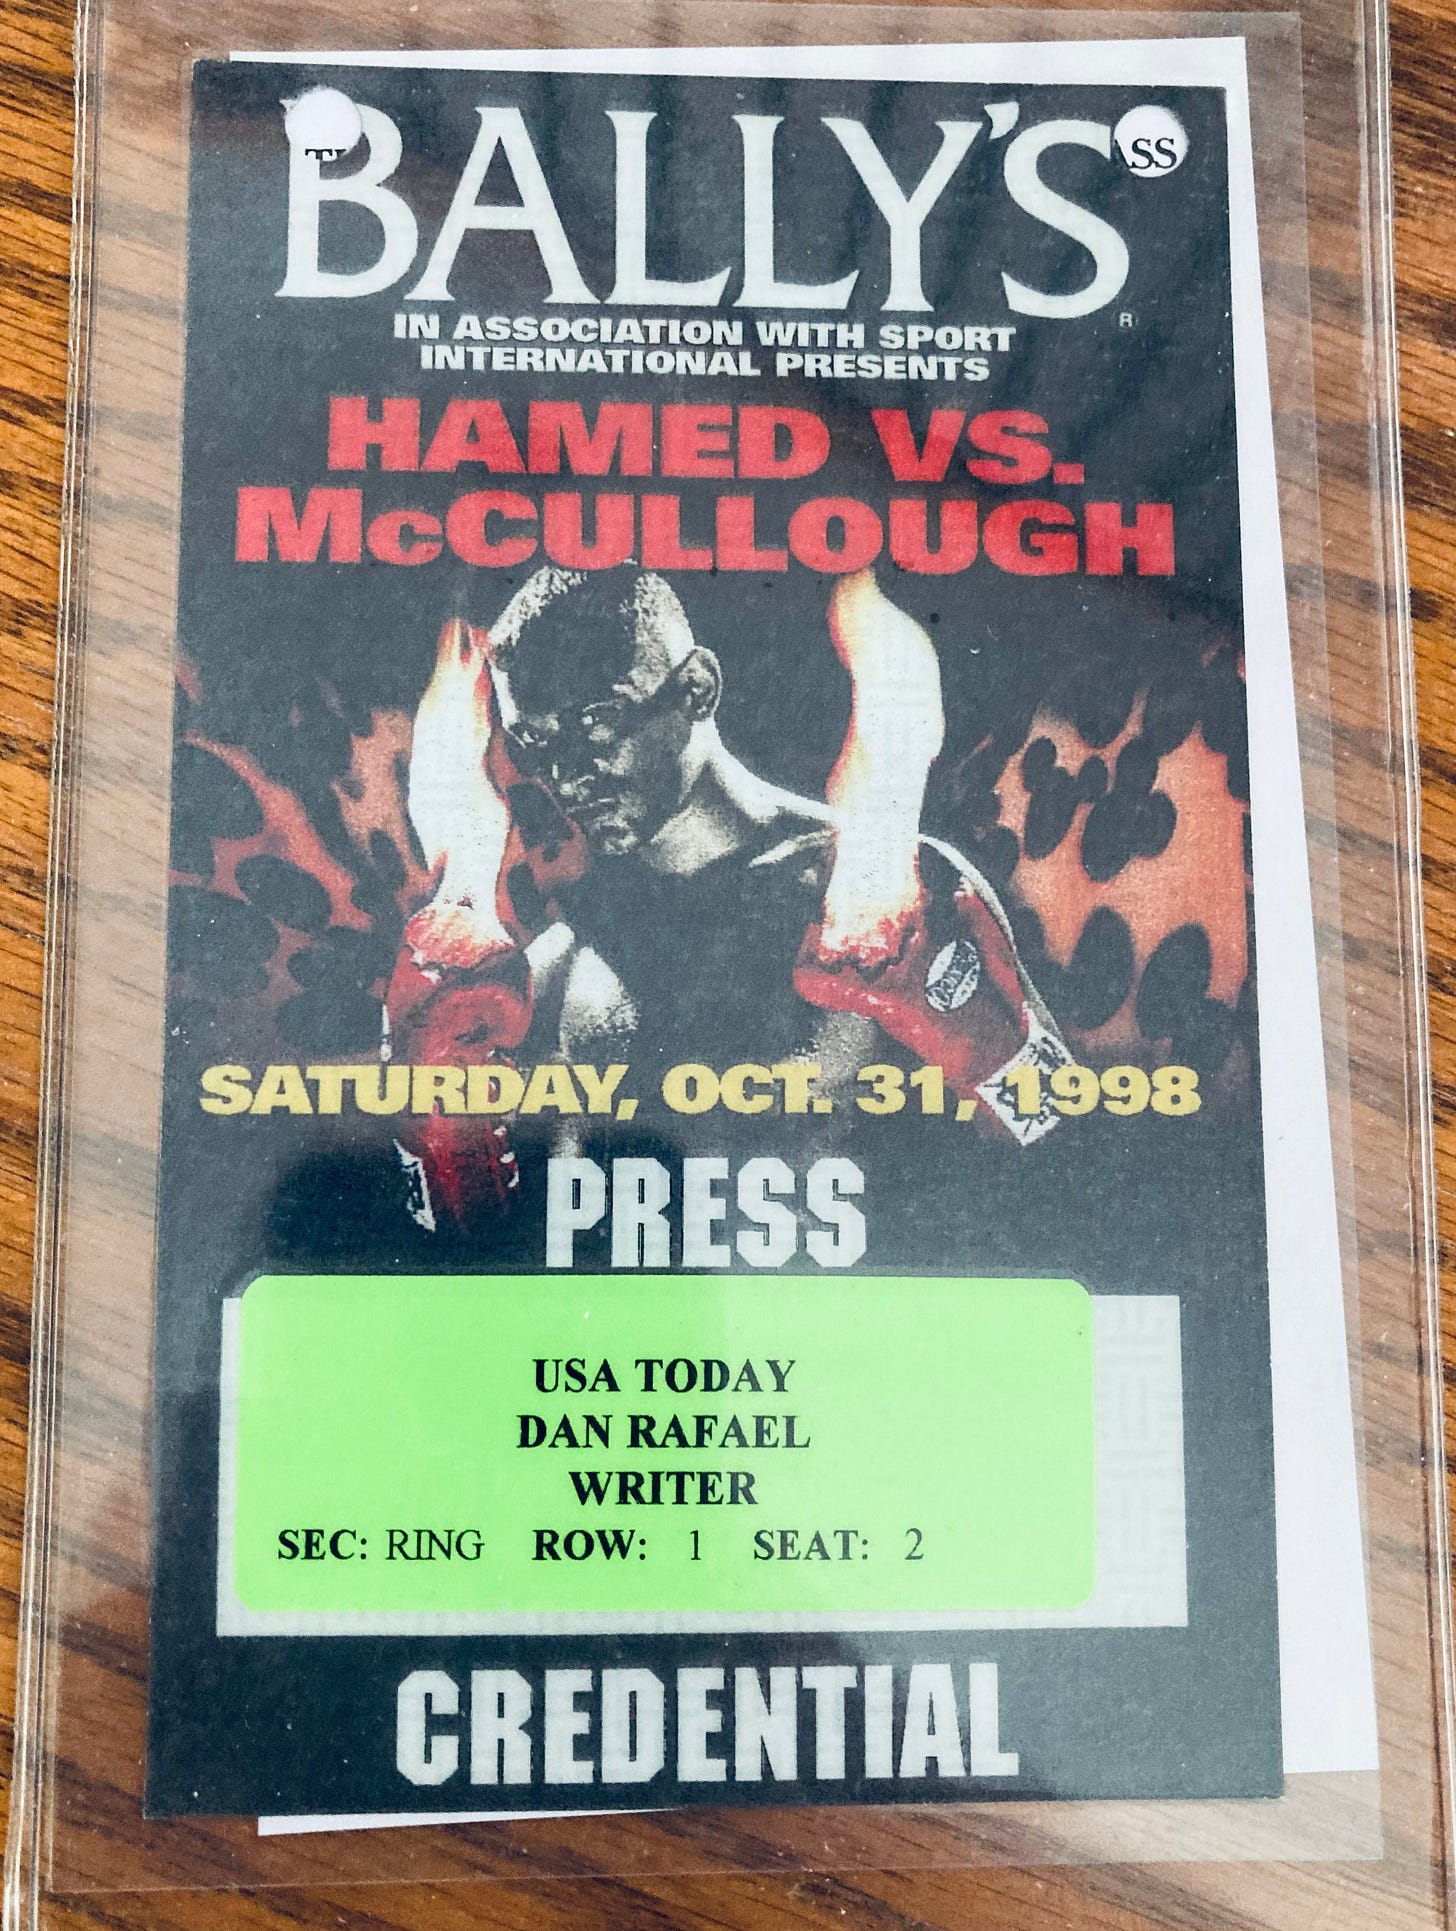 BALLY'S®
SS
IN ASSOCIATION WITH SPORT
INTERNATIONAL PRESENTS
HAMED VS.
McCULLOUGH
SATURDAY, OCT. 31, 1998
PRESS
USA TODAY
DAN RAFAEL
WRITER
SEC: RING ROW: 1 SEAT: 2
CREDENTIAL